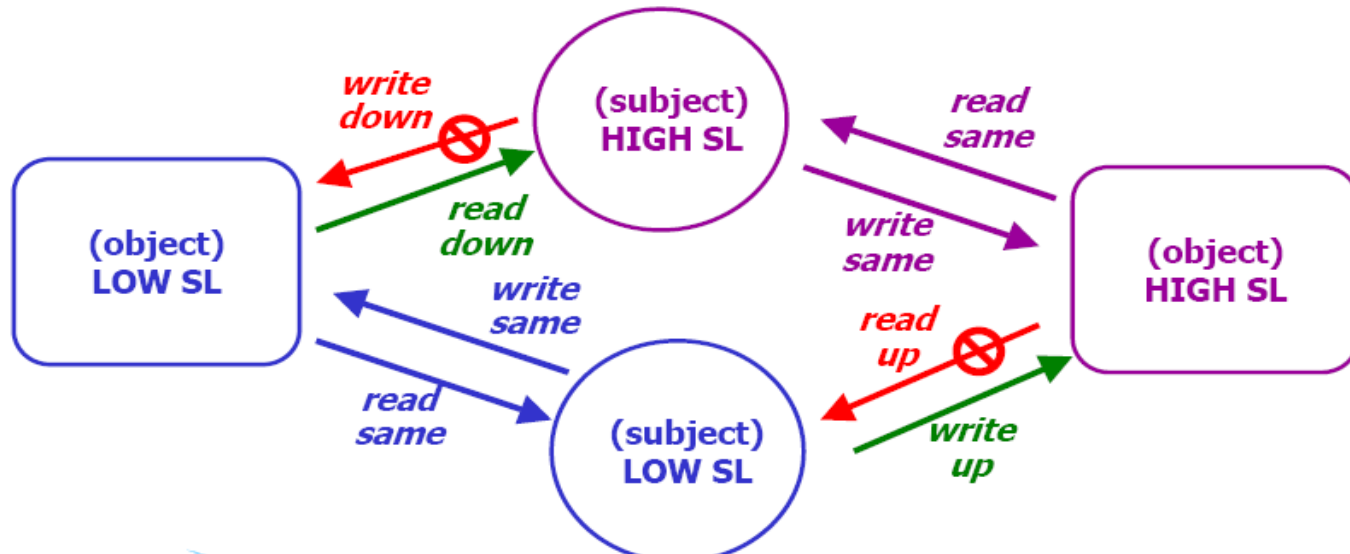 write
down
(subject)
HIGH SL
read
same
read
down
write
same
(object)
LOW SL
(object)
HIGH SL
write
same
read
up
read
same
(subject)
LOW SL
write
up